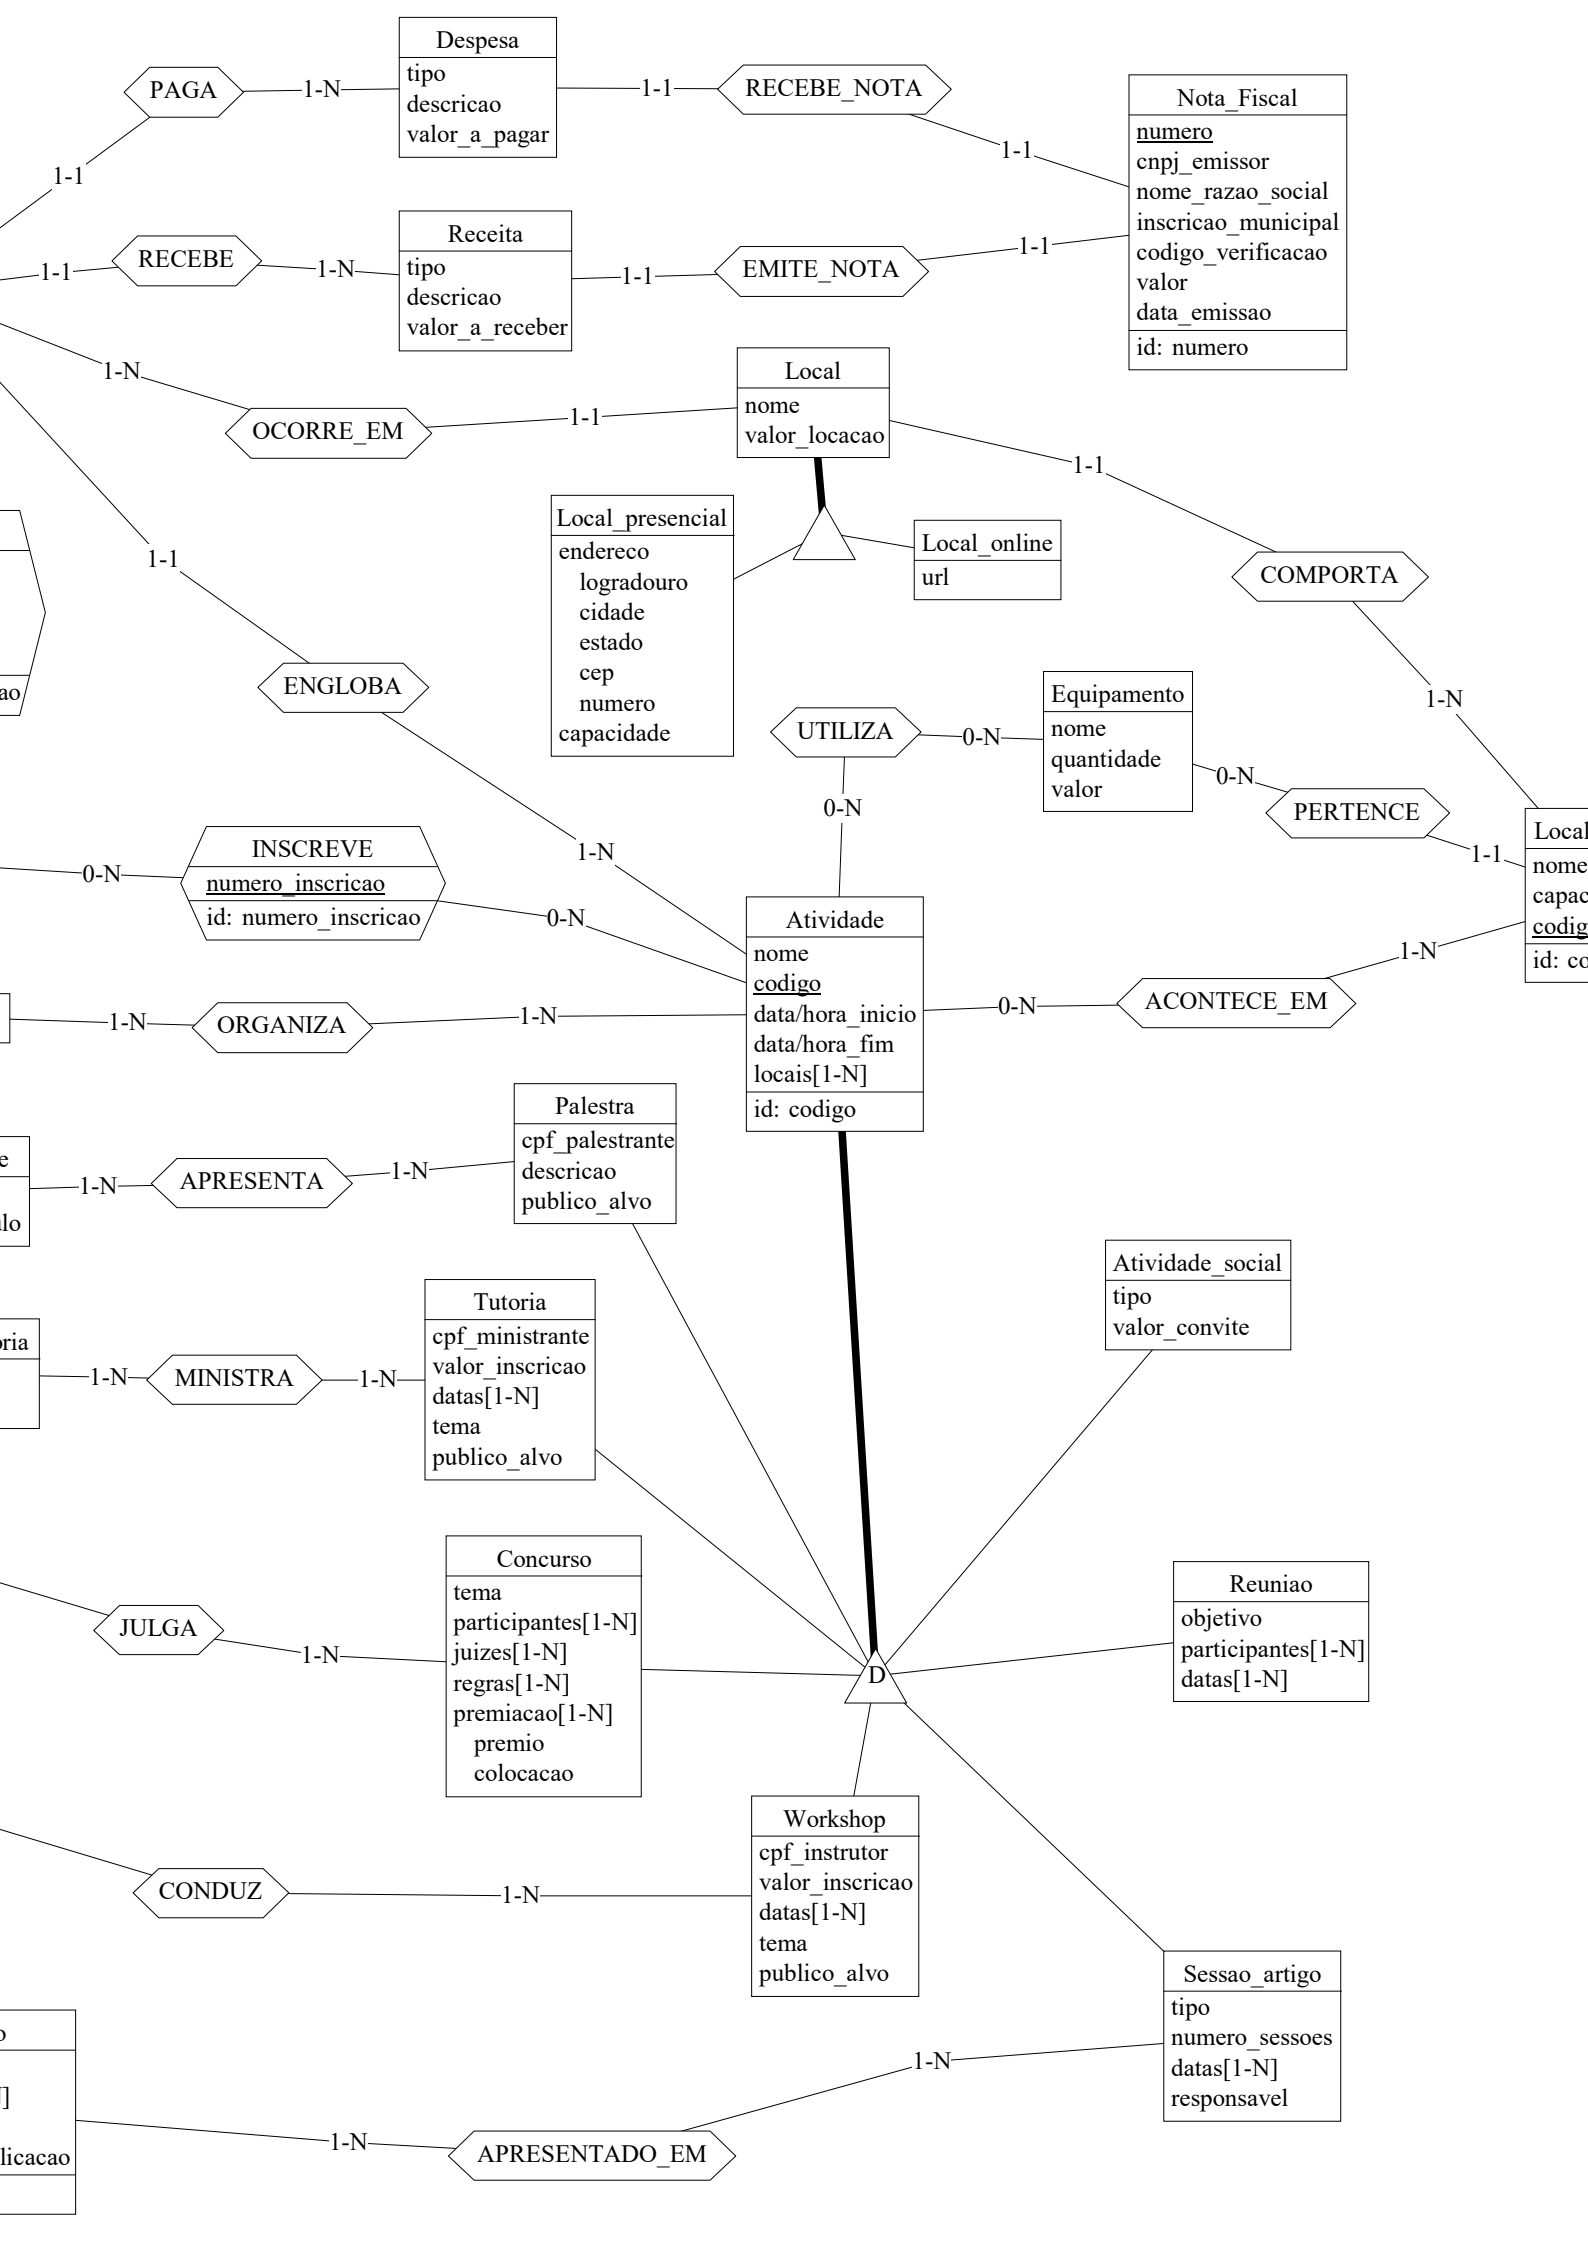 Despesa
tipo
descricao
valor_a_pagar
PAGA
1-N
1-1
RECEBE_NOTA
1-1
1-1
Nota_Fiscal
numero
cnpj_emissor
nome_razao_social
inscricao_municipal
codigo_verificacao
valor
data_emissao
id: numero
Receita
tipo
descricao
valor_a_receber
RECEBE
1-1
1-N
1-1
EMITE_NOTA
1-1
Local
nome
valor_locacao
1-N
OCORRE_EM
1-1
1-1
Local_presencial
endereco
logradouro
cidade
estado
cep
numero
capacidade
Local_online
url
COMPORTA
1-N
1-1
ENGLOBA
1-N
ao
UTILIZA
0-N
0-N
Equipamento
nome
quantidade
valor
0-N
PERTENCE
1-1
Local
nome
capac
codig
id: co
0-N
INSCREVE
numero_inscricao
id: numero_inscricao
0-N
Atividade
nome
codigo
data/hora_inicio
data/hora_fim
locais[1-N]
id: codigo
1-N
ORGANIZA
1-N
0-N
ACONTECE_EM
1-N
Palestra
cpf_palestrante
descricao
publico_alvo
e
ulo
1-N
APRESENTA
1-N
Atividade_social
tipo
valor_convite
Tutoria
cpf_ministrante
valor_inscricao
datas[1-N]
tema
publico_alvo
oria
1-N
MINISTRA
1-N
Concurso
tema
participantes[1-N]
juizes[1-N]
regras[1-N]
premiacao[1-N]
premio
colocacao
JULGA
1-N
D
Reuniao
objetivo
participantes[1-N]
datas[1-N]
Workshop
cpf_instrutor
valor_inscricao
datas[1-N]
tema
publico_alvo
CONDUZ
1-N
Sessao_artigo
tipo
numero_sessoes
datas[1-N]
responsavel
o
]
licacao
1-N
APRESENTADO_EM
1-N